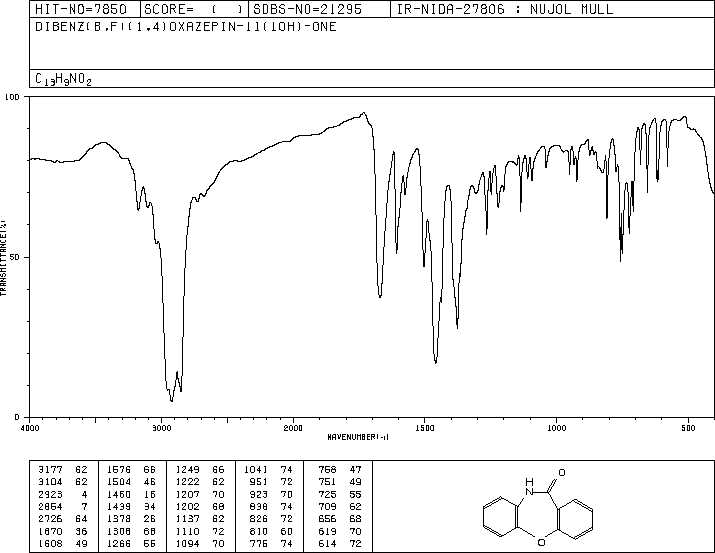 HIT-NO=7850 SCORE= ( ) SDBS-NO=21295 IR-NIDA-27806 : NUJOL MULL
DIBENZ(B,F)(1,4)OXAZEPIN-11(10H)-ONE
C13H9NO2
100
50
0
TRANSMITTANCE(%)
4000 3000 2000 1500 1000 500
WAVENUMBER(-1)
3177 62 1576 66 1249 66 1041 74 758 47
3104 62 1504 46 1222 62 951 72 751 49
2923 4 1460 16 1207 70 923 70 725 55
2854 7 1439 34 1202 68 898 74 709 62
2726 64 1378 26 1137 62 826 72 656 68
1670 36 1308 68 1110 72 810 60 619 70
1608 49 1266 55 1094 70 775 74 614 72
O
NH
O